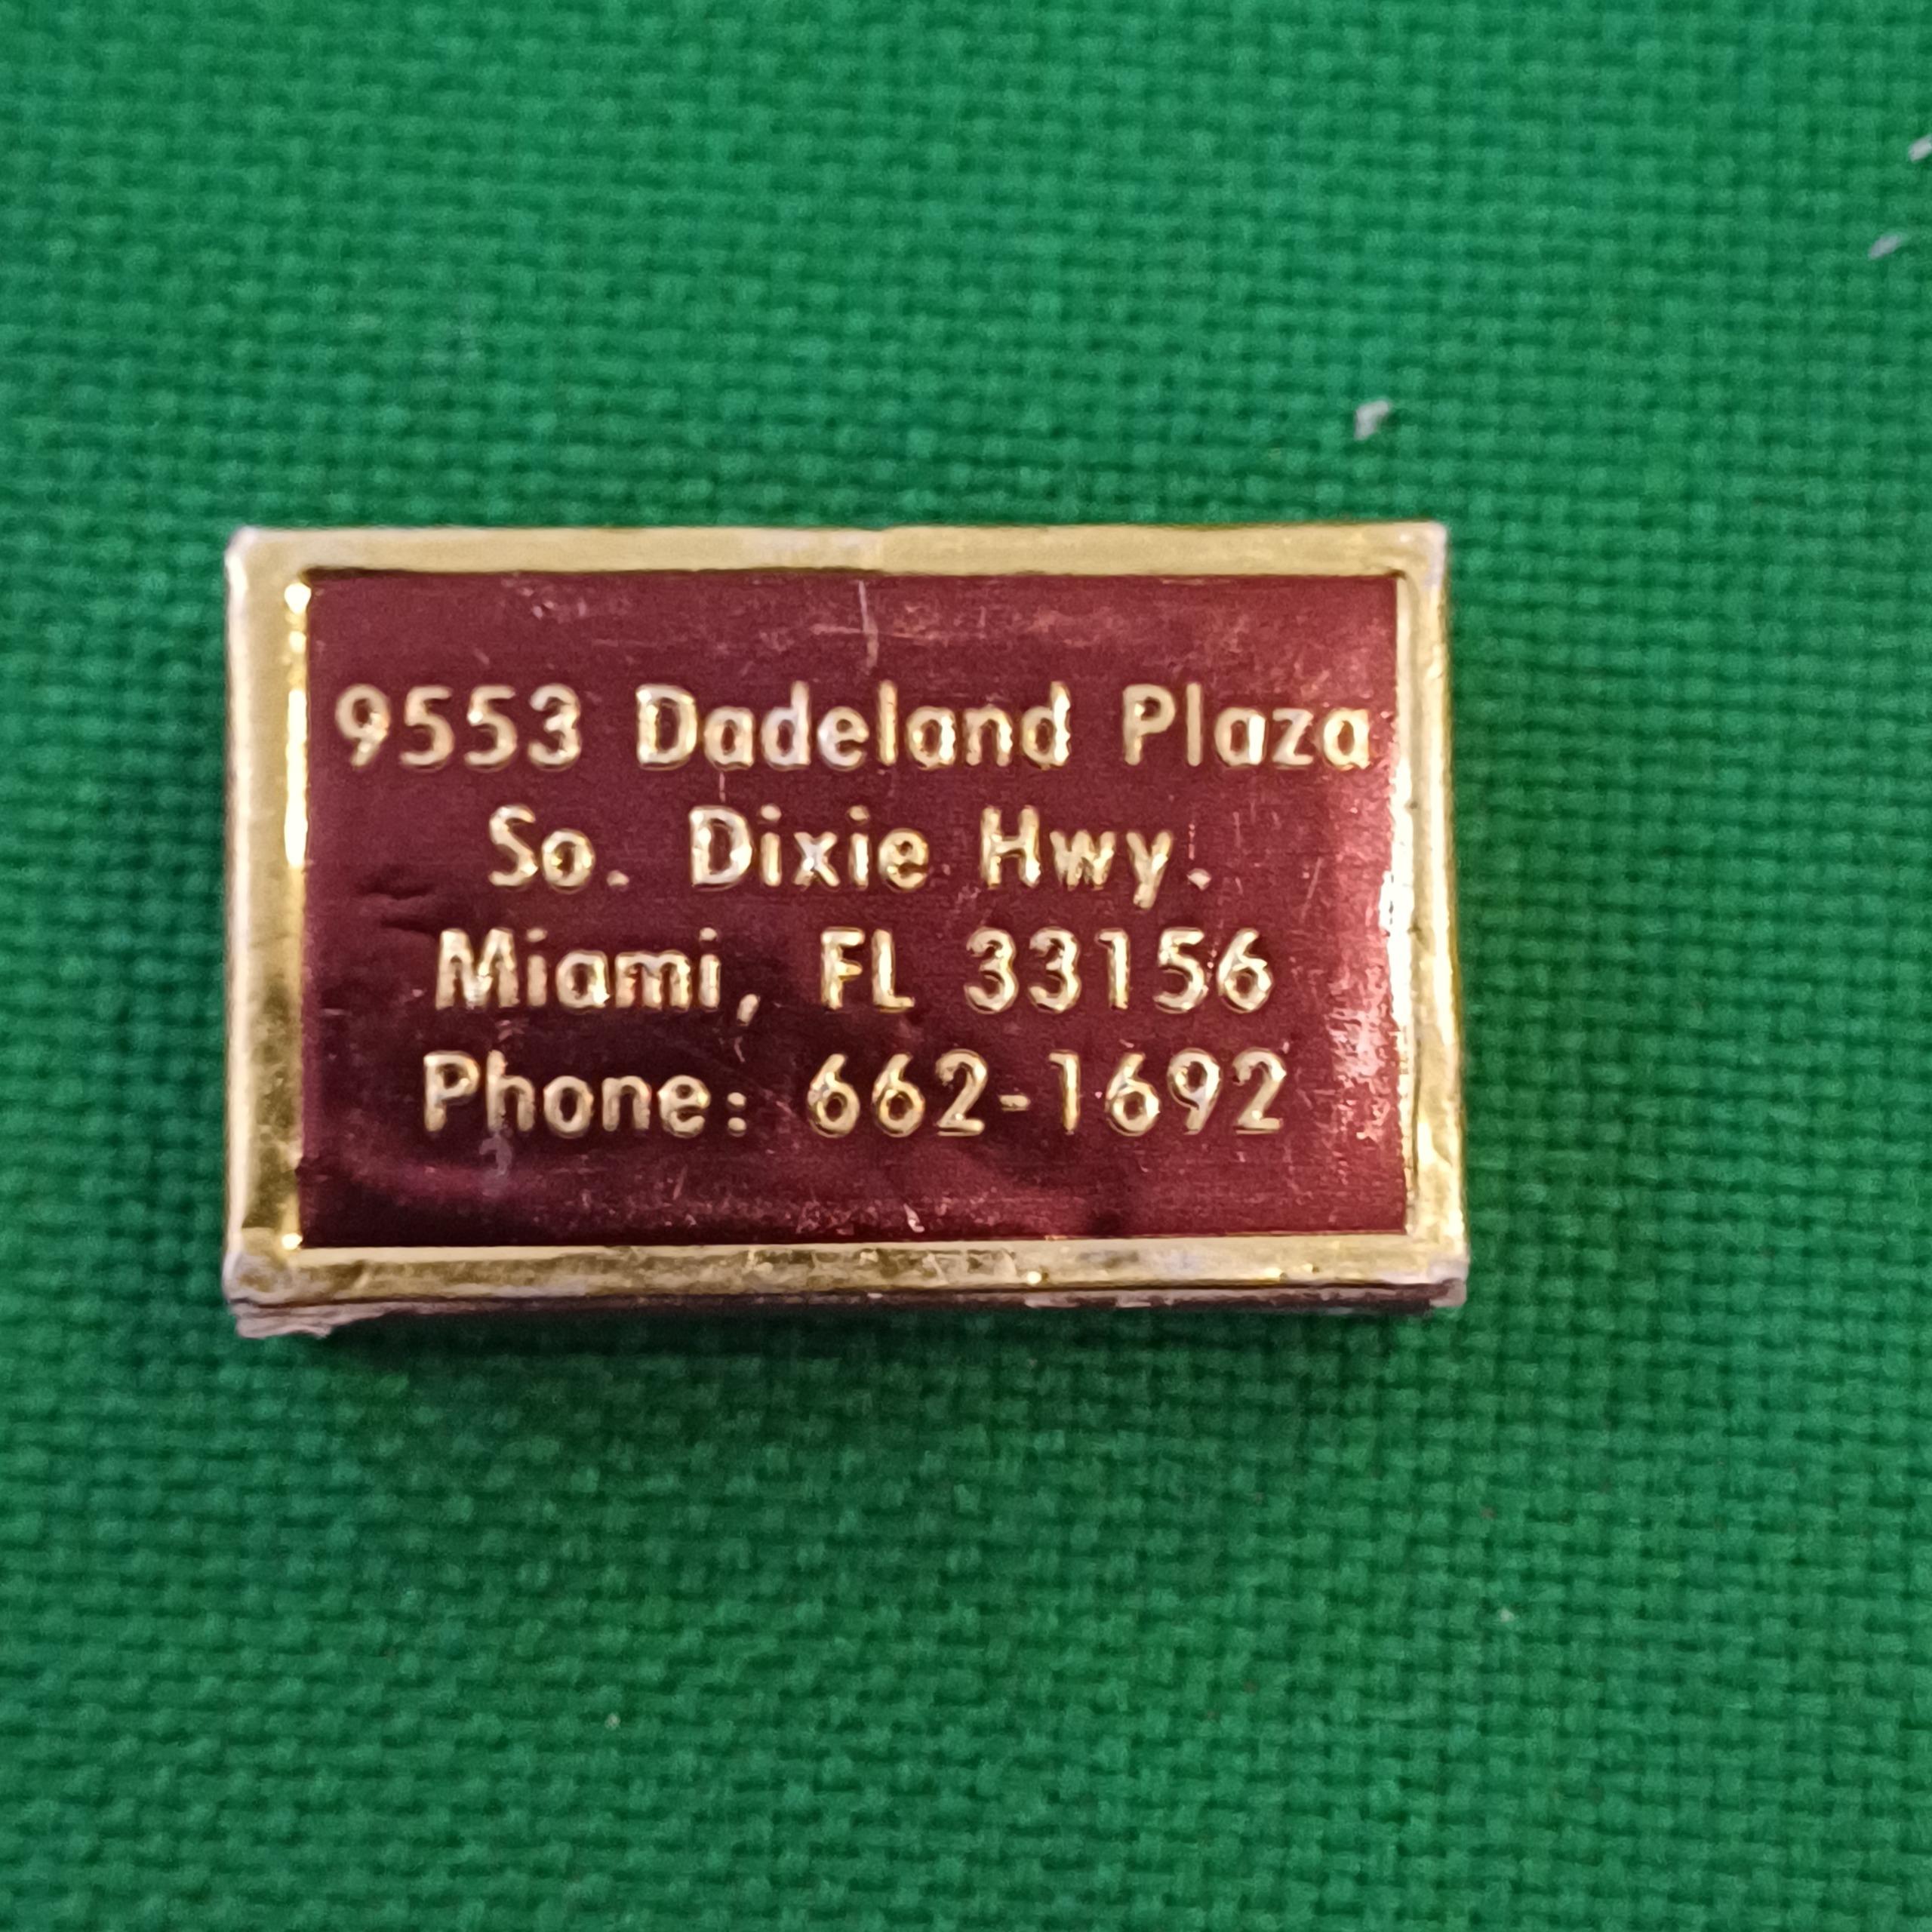 9553 Dadeland Plaza
So. Dixie Hwy.
Miami, FL 33156
Phone: 662-1692